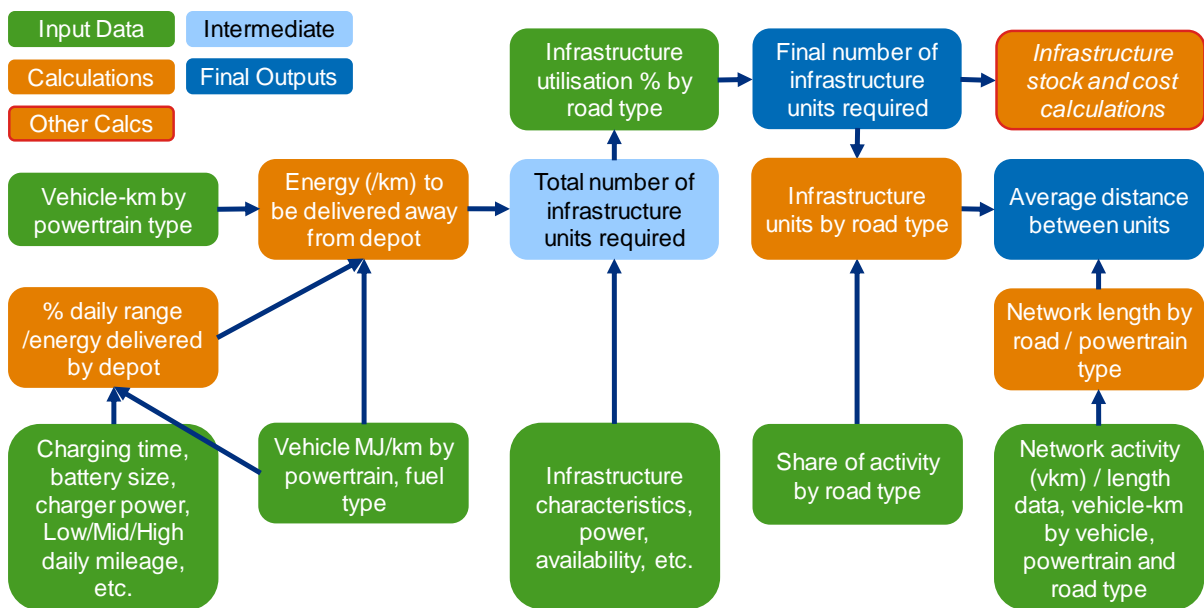 Input Data
Intermediate
Calculations
Final Outputs
Other Calcs
Infrastructure
utilisation % by
road type
Final number of
infrastructure
units required
Infrastructure
stock and cost
calculations
Vehicle-km by
powertrain type
Energy (/km) to
be delivered away
from depot
Total number of
infrastructure
units required
Infrastructure
units by road type
Average distance
between units
% daily range
/energy delivered
by depot
Network length by
road / powertrain
type
Charging time,
battery size,
charger power,
Low/Mid/High
daily mileage,
etc.
Vehicle MJ/km by
powertrain, fuel
type
Infrastructure
characteristics,
power,
availability, etc.
Share of activity
by road type
Network activity
(vkm) / length
data, vehicle-km
by vehicle,
powertrain and
road type